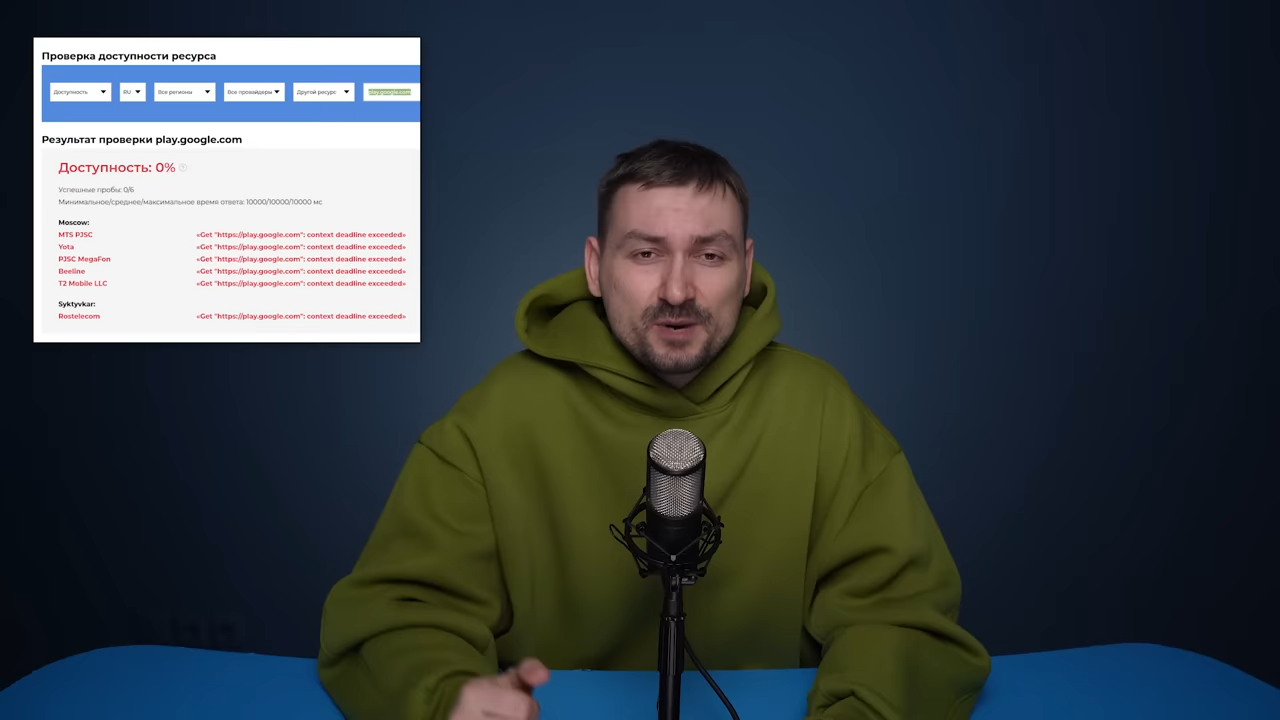 Проверка доступности ресурса
Доступность RU Все регионы Все провайдеры Другой ресурс play.google.com
Результат проверки play.google.com
Доступность: 0% ?
Успешные пробы: 0/6
Минимальное/среднее/максимальное время ответа: 10000/10000/10000 мс
Moscow:
MTS PJSC «Get "https://play.google.com": context deadline exceeded»
Yota «Get "https://play.google.com": context deadline exceeded»
PJSC MegaFon «Get "https://play.google.com": context deadline exceeded»
Beeline «Get "https://play.google.com": context deadline exceeded»
T2 Mobile LLC «Get "https://play.google.com": context deadline exceeded»
Syktyvkar:
Rostelecom «Get "https://play.google.com": context deadline exceeded»